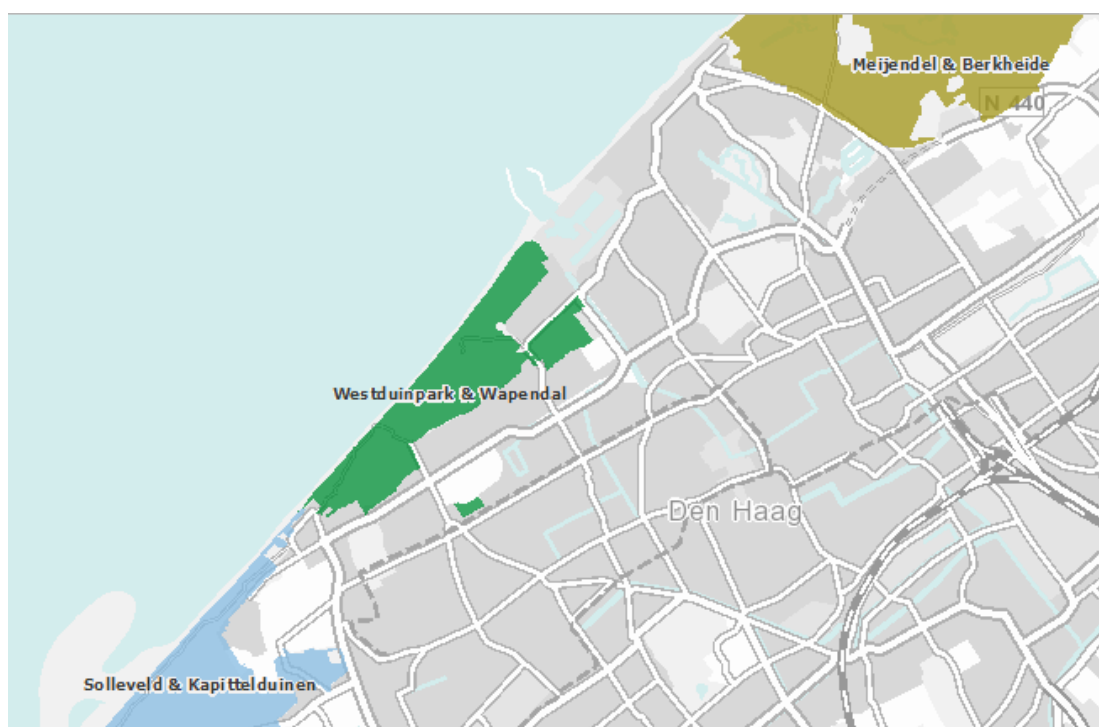 Meijendel & Berkheide
N 440
Westduinpark & Wapendal
Den Haag
Solleveld & Kapittelduinen